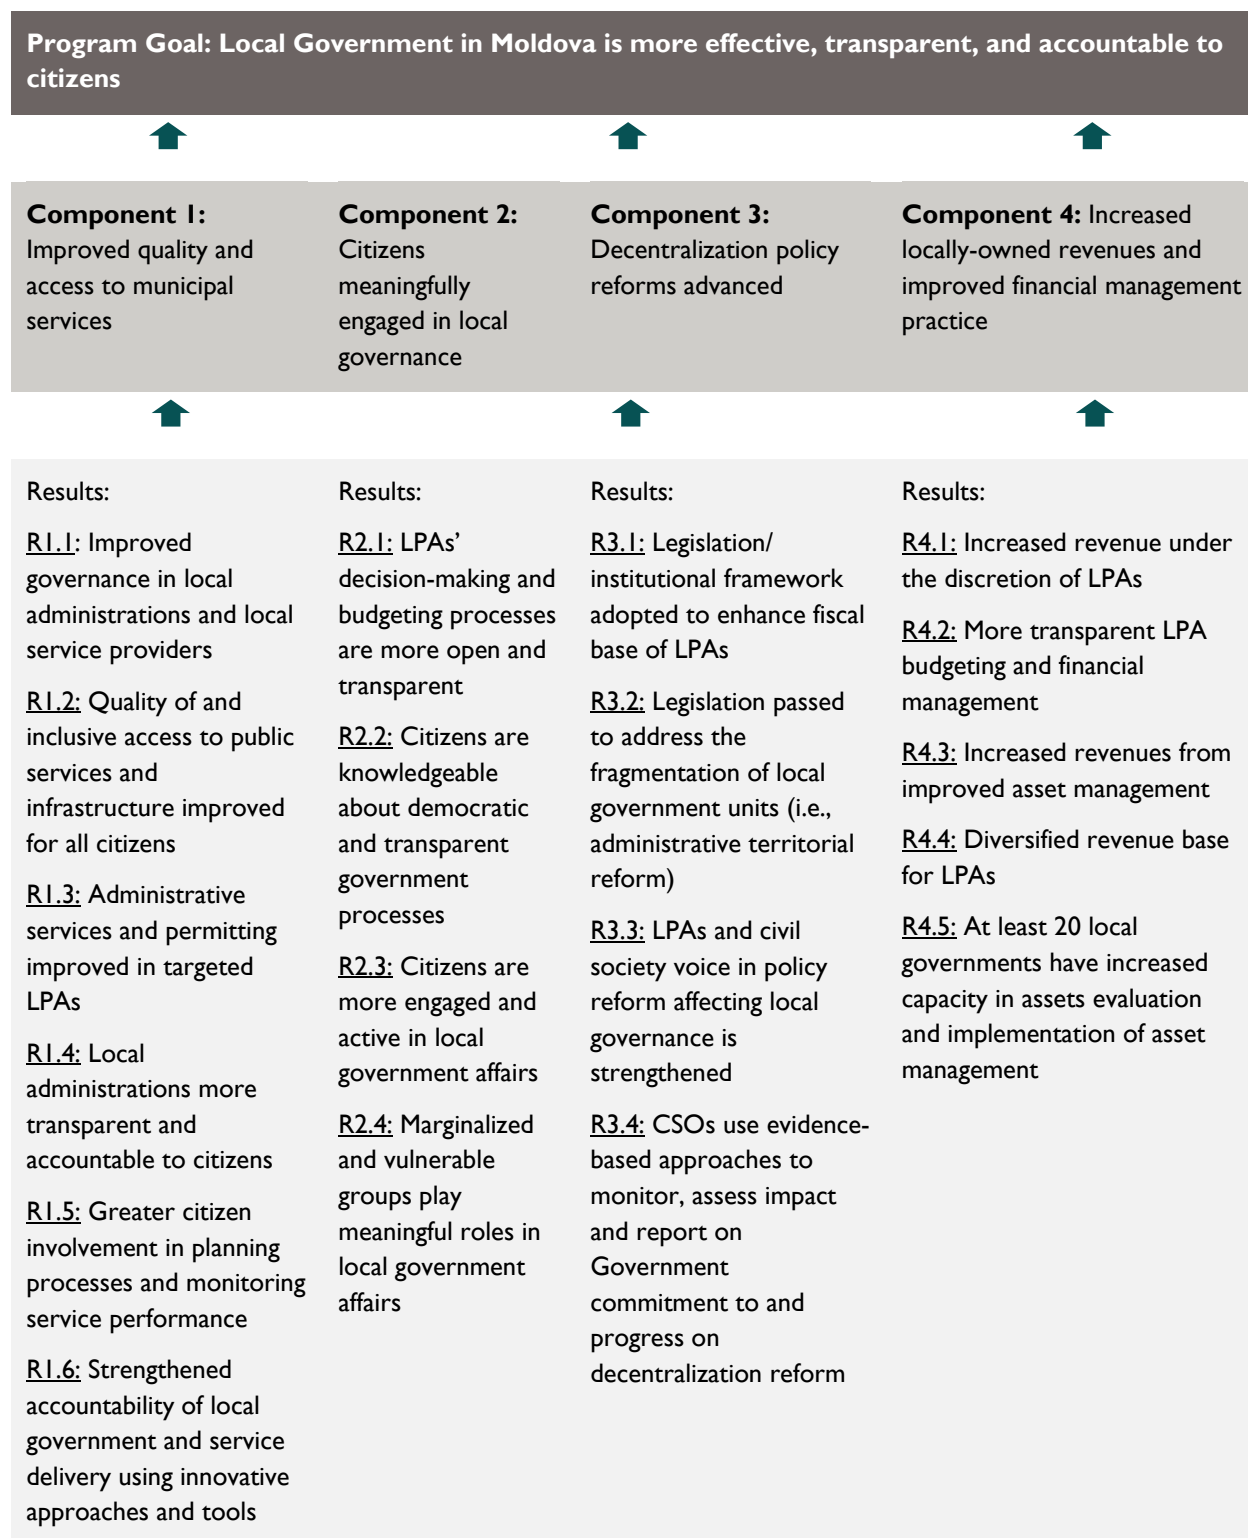 Program Goal: Local Government in Moldova is more effective, transparent, and accountable to
citizens
Component 1:
Improved quality and
access to municipal
services
Component 2:
Citizens
meaningfully
engaged in local
governance
Component 3:
Decentralization policy
reforms advanced
Component 4: Increased
locally-owned revenues and
improved financial management
practice
Results:
R1.1: Improved
governance in local
administrations and local
service providers
R1.2: Quality of and
inclusive access to public
services and
infrastructure improved
for all citizens
R1.3: Administrative
services and permitting
improved in targeted
LPAs
R1.4: Local
administrations more
transparent and
accountable to citizens
R1.5: Greater citizen
involvement in planning
processes and monitoring
service performance
R1.6: Strengthened
accountability of local
government and service
delivery using innovative
approaches and tools
Results:
R2.1: LPAs’
decision-making and
budgeting processes
are more open and
transparent
R2.2: Citizens are
knowledgeable
about democratic
and transparent
government
processes
R2.3: Citizens are
more engaged and
active in local
government affairs
R2.4: Marginalized
and vulnerable
groups play
meaningful roles in
local government
affairs
Results:
R3.1: Legislation/
institutional framework
adopted to enhance fiscal
base of LPAs
R3.2: Legislation passed
to address the
fragmentation of local
government units (i.e.,
administrative territorial
reform)
R3.3: LPAs and civil
society voice in policy
reform affecting local
governance is
strengthened
R3.4: CSOs use evidence-
based approaches to
monitor, assess impact
and report on
Government
commitment to and
progress on
decentralization reform
Results:
R4.1: Increased revenue under
the discretion of LPAs
R4.2: More transparent LPA
budgeting and financial
management
R4.3: Increased revenues from
improved asset management
R4.4: Diversified revenue base
for LPAs
R4.5: At least 20 local
governments have increased
capacity in assets evaluation
and implementation of asset
management